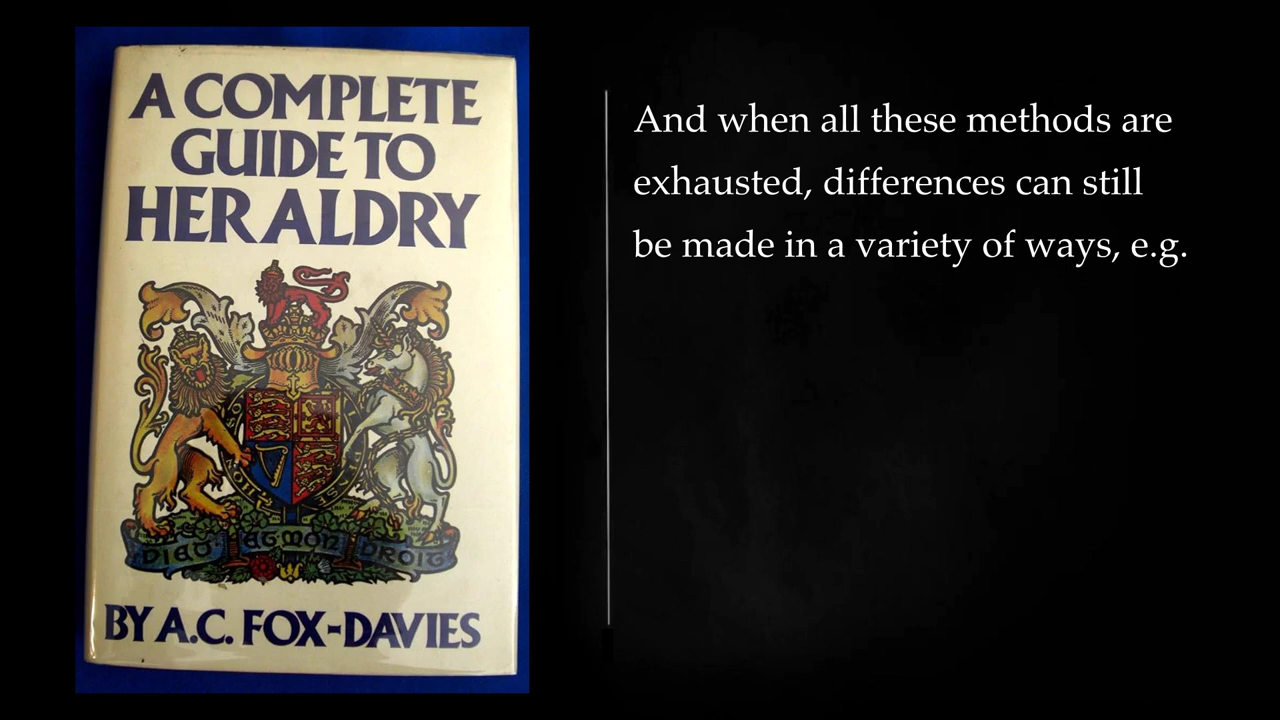 A COMPLETE
GUIDE TO
HERALDRY
DIEU ET MON DROIT
BY A.C. FOX-DAVIES
And when all these methods are
exhausted, differences can still
be made in a variety of ways, e.g.